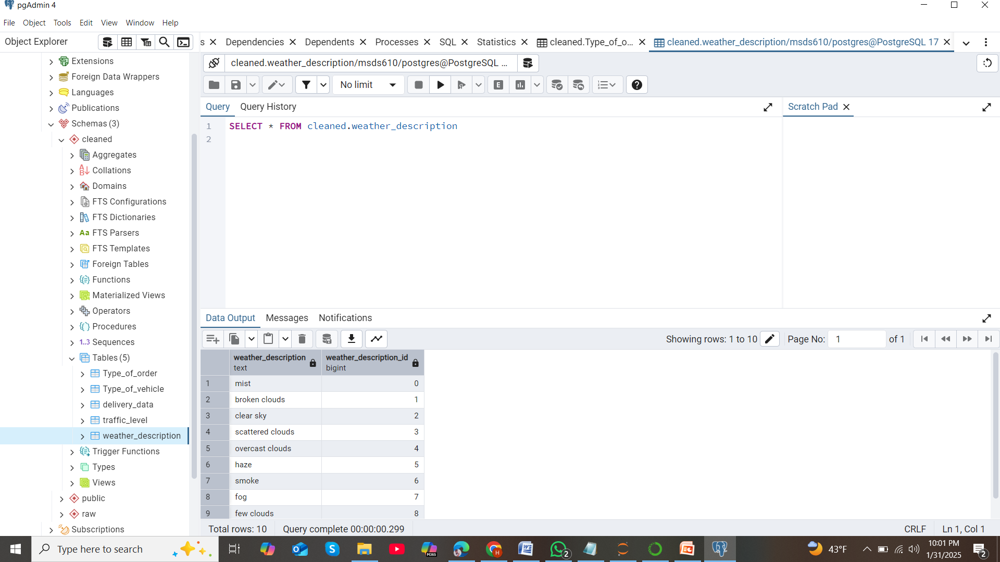 pgAdmin 4
File Object Tools Edit View Window Help
Object Explorer
s Dependencies Dependents Processes SQL Statistics cleaned.Type_of_o... cleaned.weather_description/msds610/postgres@PostgreSQL 17
Extensions
Foreign Data Wrappers
Languages
Publications
Schemas (3)
cleaned
Aggregates
Collations
Domains
FTS Configurations
FTS Dictionaries
Aa FTS Parsers
FTS Templates
Foreign Tables
Functions
Materialized Views
Operators
Procedures
1..3 Sequences
Tables (5)
Type_of_order
Type_of_vehicle
delivery_data
traffic_level
weather_description
Trigger Functions
Types
Views
public
raw
Subscriptions
cleaned.weather_description/msds610/postgres@PostgreSQL ...
No limit
E
Query Query History
Scratch Pad
1 SELECT * FROM cleaned.weather_description
2
Data Output Messages Notifications
Showing rows: 1 to 10 Page No: 1 of 1
weather_description text weather_description_id bigint
1 mist 0
2 broken clouds 1
3 clear sky 2
4 scattered clouds 3
5 overcast clouds 4
6 haze 5
7 smoke 6
8 fog 7
9 few clouds 8
Total rows: 10 Query complete 00:00:00.299 CRLF Ln 1, Col 1
Type here to search
M365
2
43°F
10:01 PM
1/31/2025
2